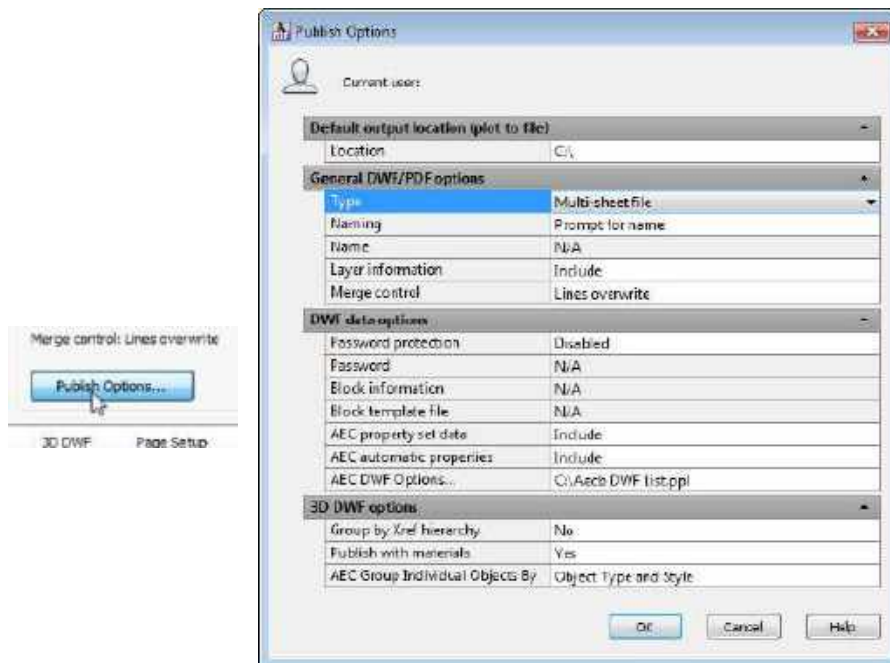 Merge control: Lines overwrite
Publish Options...
3D DWF Page Setup
Publish Options
Current user:
Default output location (plot to file)
Location C:\
General DWF/PDF options
Type Multi-sheet file
Naming Prompt for name
Name N/A
Layer information Include
Merge control Lines overwrite
DWF data options
Password protection Disabled
Password N/A
Block information N/A
Block template file N/A
AEC property set data Include
AEC automatic properties Include
AEC DWF Options... C:\Aecb DWF list.ppl
3D DWF options
Group by Xref hierarchy No
Publish with materials Yes
AEC Group Individual Objects By Object Type and Style
OK Cancel Help